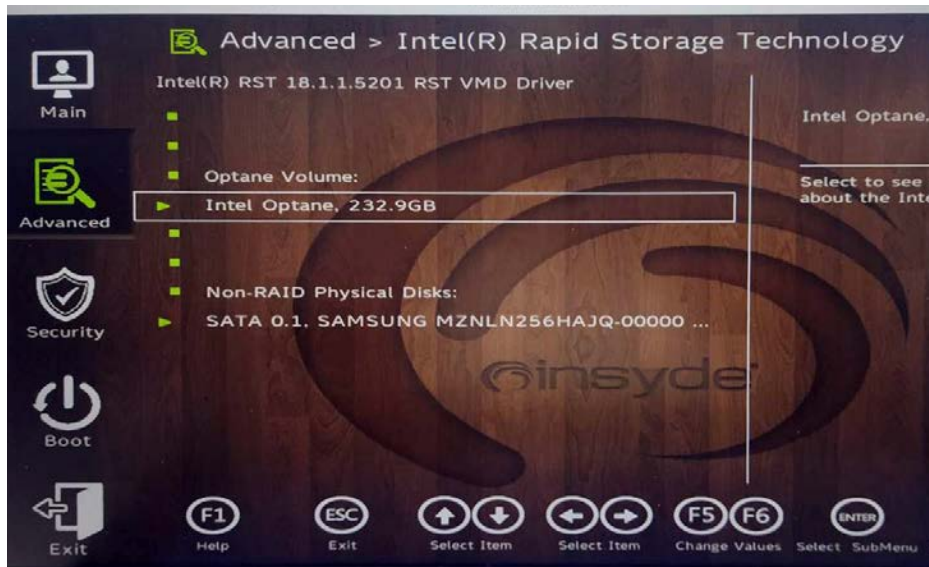 Advanced > Intel(R) Rapid Storage Technology
Intel(R) RST 18.1.1.5201 RST VMD Driver
Main
Intel Optane,
Optane Volume:
Select to see
Intel Optane, 232.9GB
about the Inte
Advanced
Non-RAID Physical Disks:
SATA 0.1, SAMSUNG MZNLN256HAJQ-00000 ...
Security
insyde
Boot
F1
ESC
F5
F6
ENTER
Exit
Help
Exit
Select Item
Select Item
Change Values
Select SubMenu